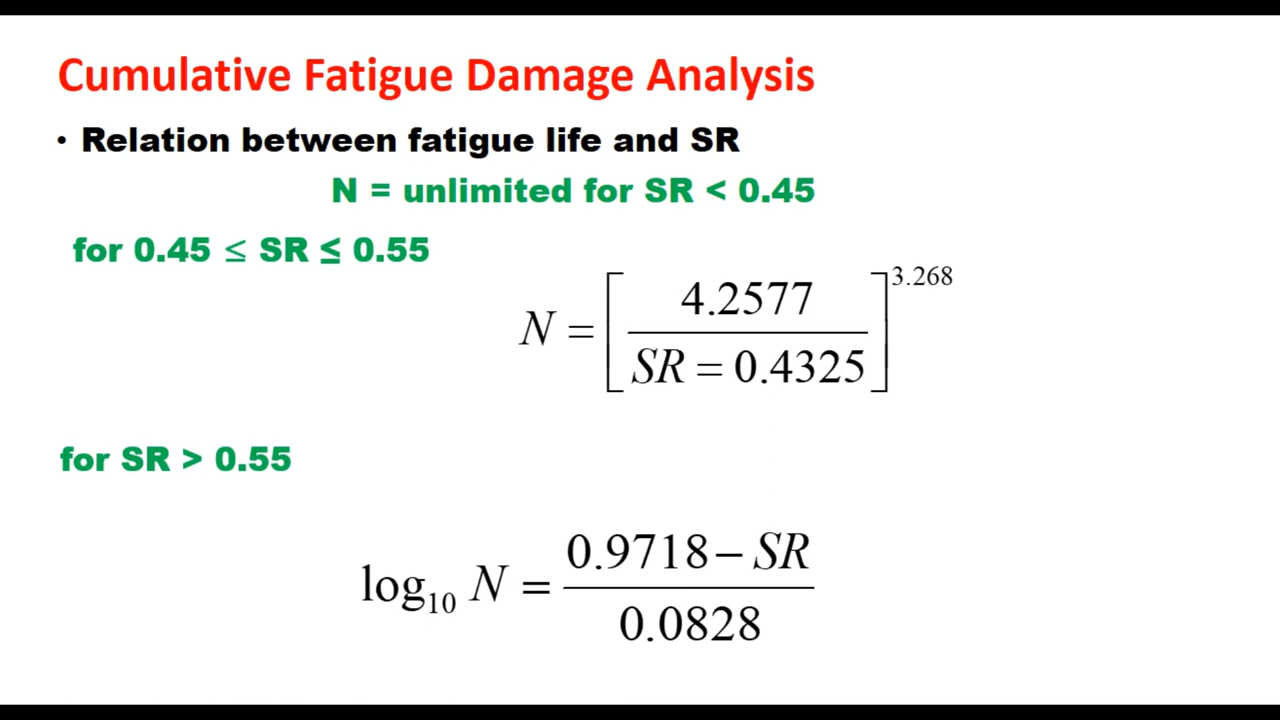 Cumulative Fatigue Damage Analysis
• Relation between fatigue life and SR
N = unlimited for SR < 0.45
for 0.45 ≤ SR ≤ 0.55
N = [ 4.2577 / SR = 0.4325 ]^3.268
for SR > 0.55
log₁₀ N = 0.9718 – SR / 0.0828